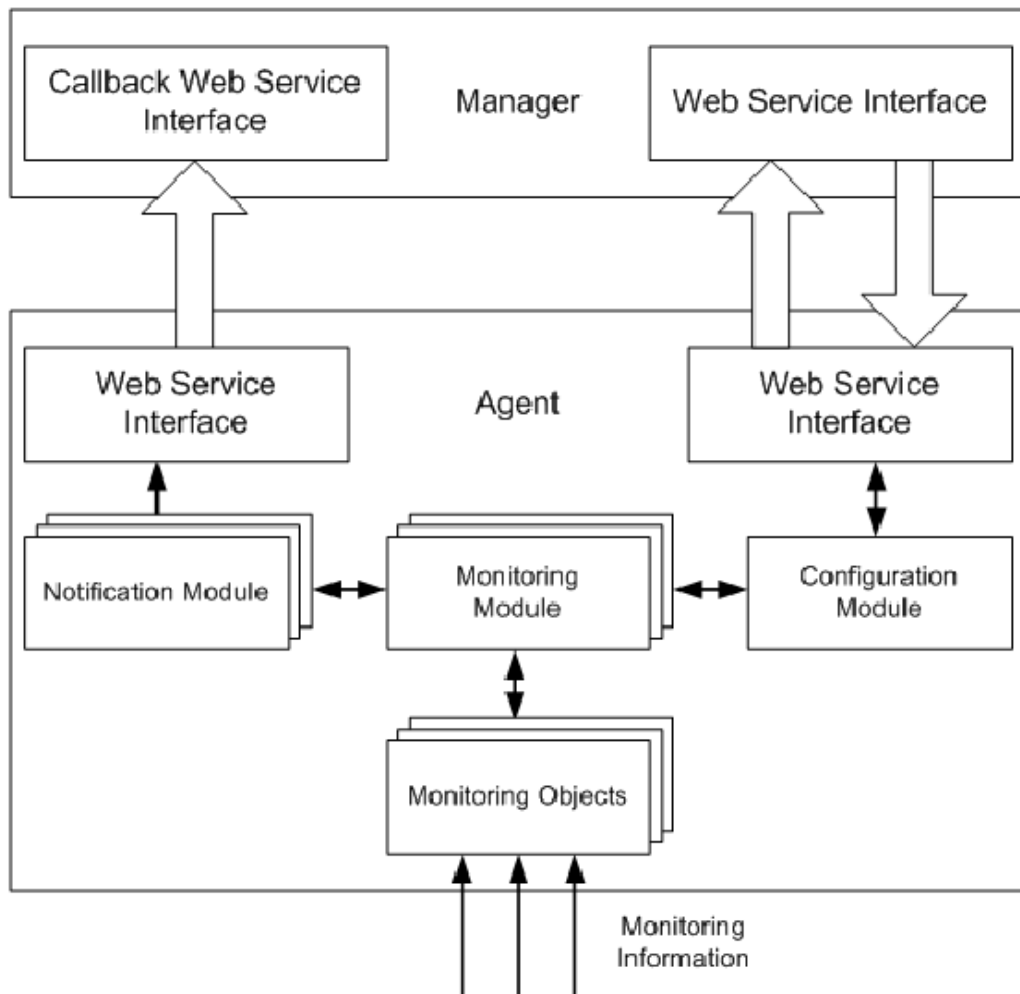 Callback Web Service
Interface
Manager
Web Service Interface
Web Service
Interface
Agent
Web Service
Interface
Notification Module
Monitoring
Module
Configuration
Module
Monitoring Objects
Monitoring
Information